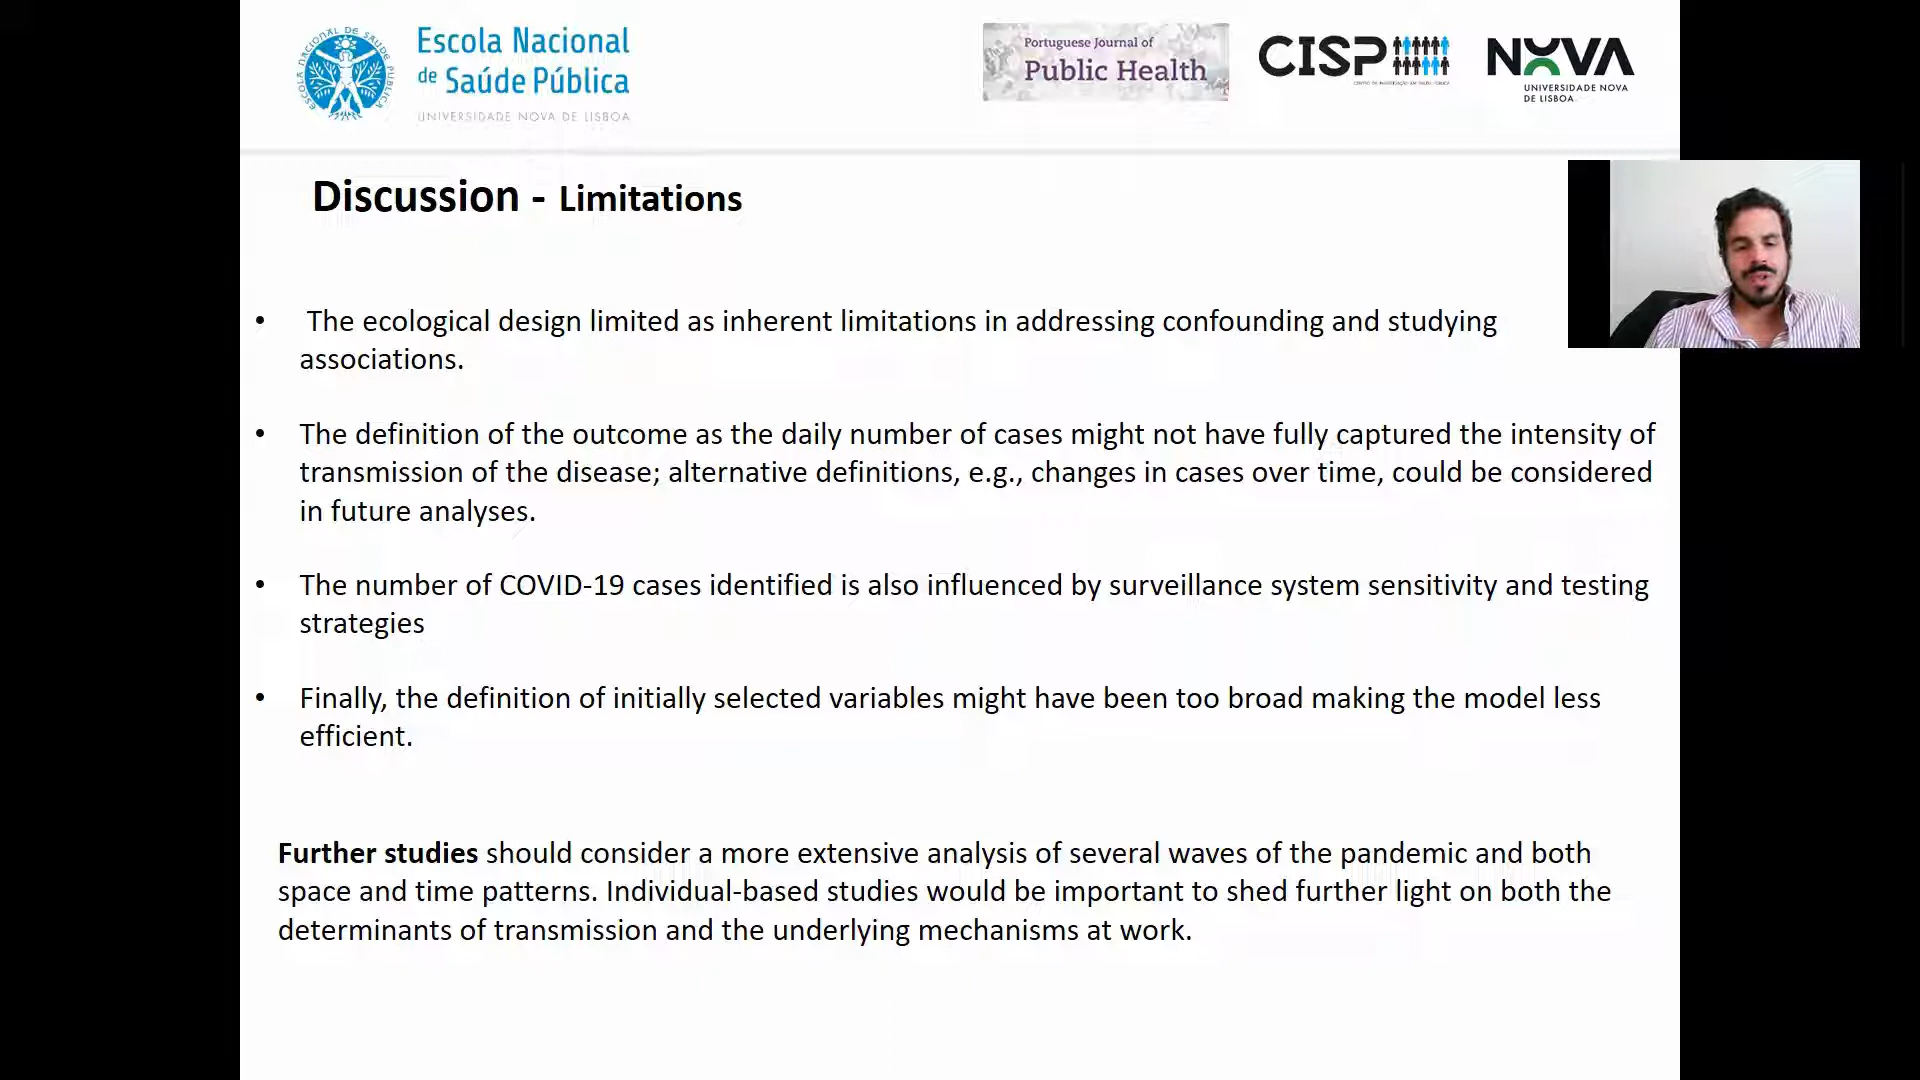 Escola Nacional
de Saúde Pública
UNIVERSIDADE NOVA DE LISBOA
ESCOLA NACIONAL DE SAÚDE PÚBLICA
Portuguese Journal of
Public Health
CISP
NOVA
UNIVERSIDADE NOVA
DE LISBOA
Discussion - Limitations
• The ecological design limited as inherent limitations in addressing confounding and studying
associations.
• The definition of the outcome as the daily number of cases might not have fully captured the intensity of
transmission of the disease; alternative definitions, e.g., changes in cases over time, could be considered
in future analyses.
• The number of COVID-19 cases identified is also influenced by surveillance system sensitivity and testing
strategies
• Finally, the definition of initially selected variables might have been too broad making the model less
efficient.
Further studies should consider a more extensive analysis of several waves of the pandemic and both
space and time patterns. Individual-based studies would be important to shed further light on both the
determinants of transmission and the underlying mechanisms at work.